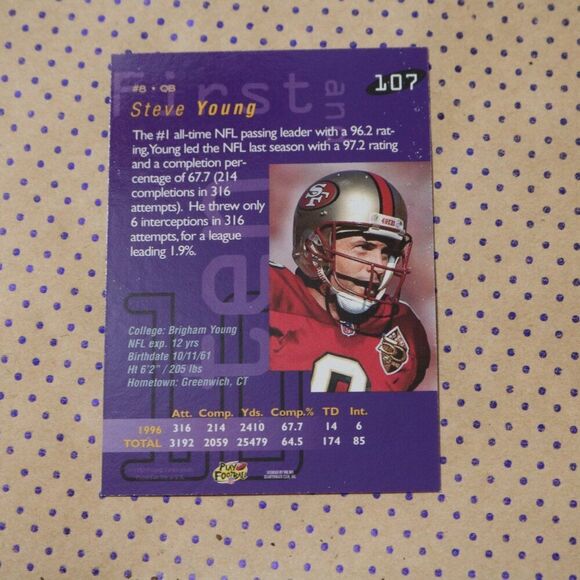 107
#8 • QB
First
an
Steve Young
The #1 all-time NFL passing leader with a 96.2 rat-
ing,Young led the NFL last season with a 97.2 rating
and a completion per-
centage of 67.7 (214
completions in 316
attempts). He threw only
6 interceptions in 316
attempts, for a league
leading 1.9%.
SF
College: Brigham Young
NFL exp. 12 yrs
Birthdate 10/11/61
Ht 6'2" / 205 lbs
Hometown: Greenwich, CT
Att. Comp. Yds. Comp.% TD Int.
1996 316 214 2410 67.7 14 6
TOTAL 3192 2059 25479 64.5 174 85
PLAY
FOOTBALL